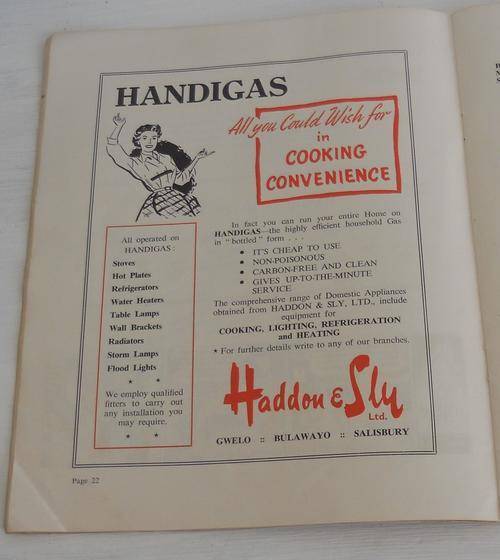 HANDIGAS
All you Could Wish for
in
COOKING
CONVENIENCE
In fact you can run your entire Home on
HANDIGAS—the highly efficient household Gas
in "bottled" form . . .
• IT'S CHEAP TO USE
• NON-POISONOUS
• CARBON-FREE AND CLEAN
• GIVES UP-TO-THE-MINUTE
SERVICE
The comprehensive range of Domestic Appliances
obtained from HADDON & SLY, LTD., include
equipment for
COOKING, LIGHTING, REFRIGERATION
and HEATING
★ For further details write to any of our branches.
All operated on
HANDIGAS :
Stoves
Hot Plates
Refrigerators
Water Heaters
Table Lamps
Wall Brackets
Radiators
Storm Lamps
Flood Lights
★ ★
We employ qualified
fitters to carry out
any installation you
may require.
★ ★
Haddon & Sly
Ltd.
GWELO :: BULAWAYO :: SALISBURY
Page 22